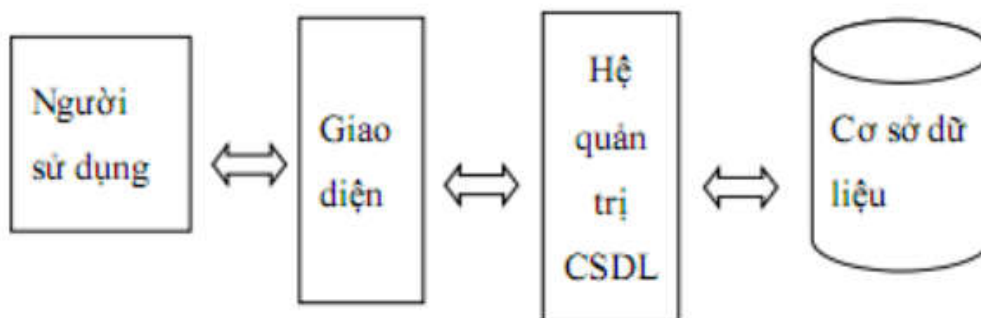 Người
sử dụng
Giao
diện
Hệ
quản
trị
CSDL
Cơ sở dữ
liệu